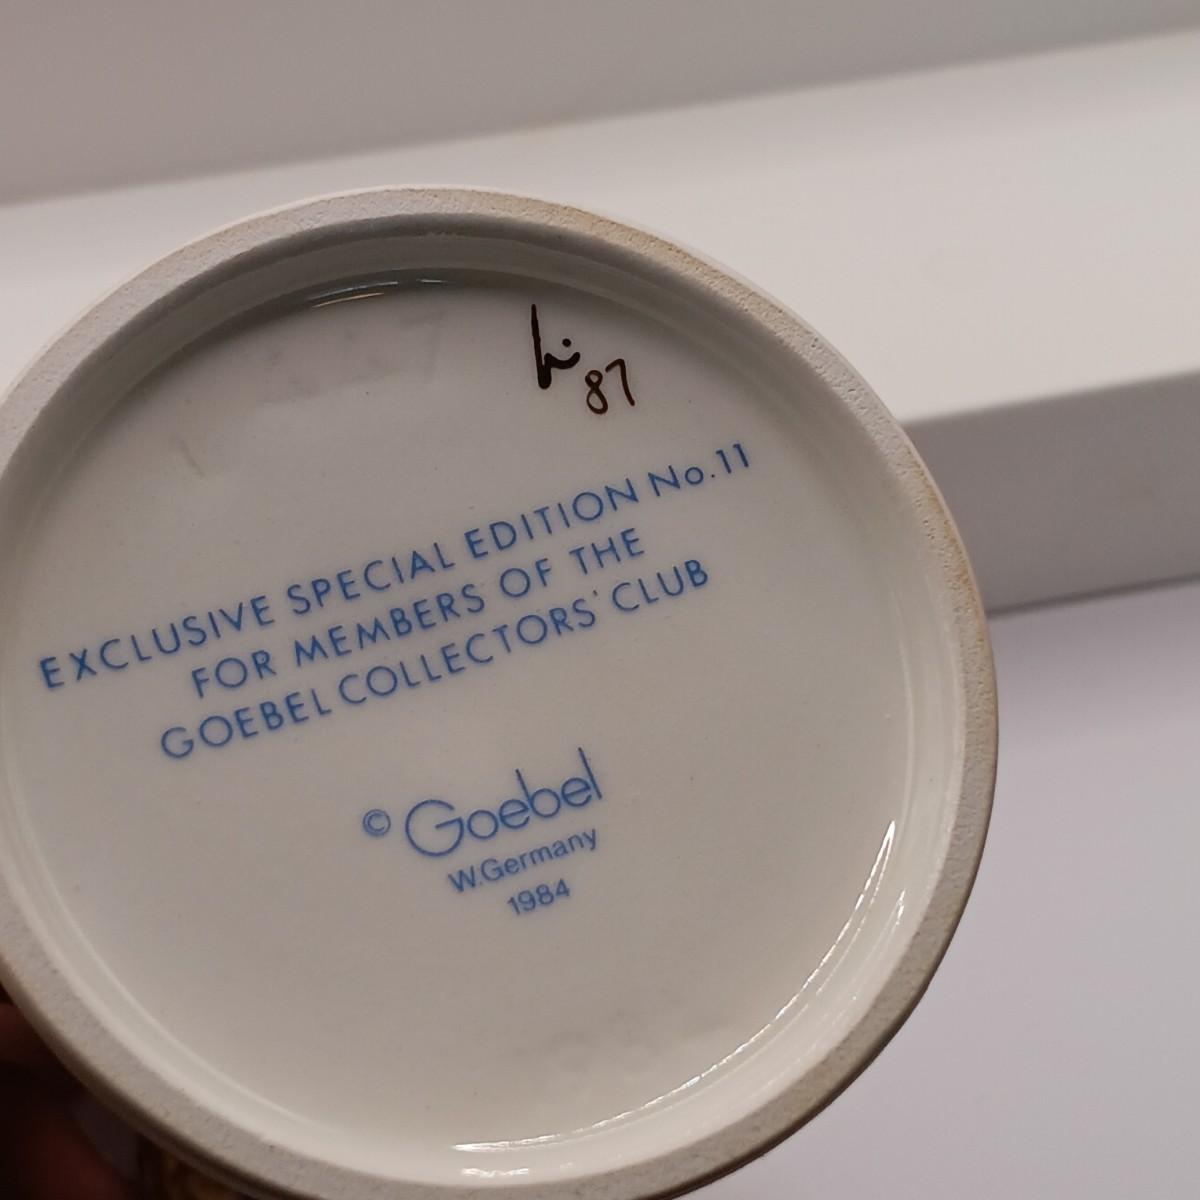 87
EXCLUSIVE SPECIAL EDITION No.11
FOR MEMBERS OF THE
GOEBEL COLLECTORS' CLUB
© Goebel
W.Germany
1984